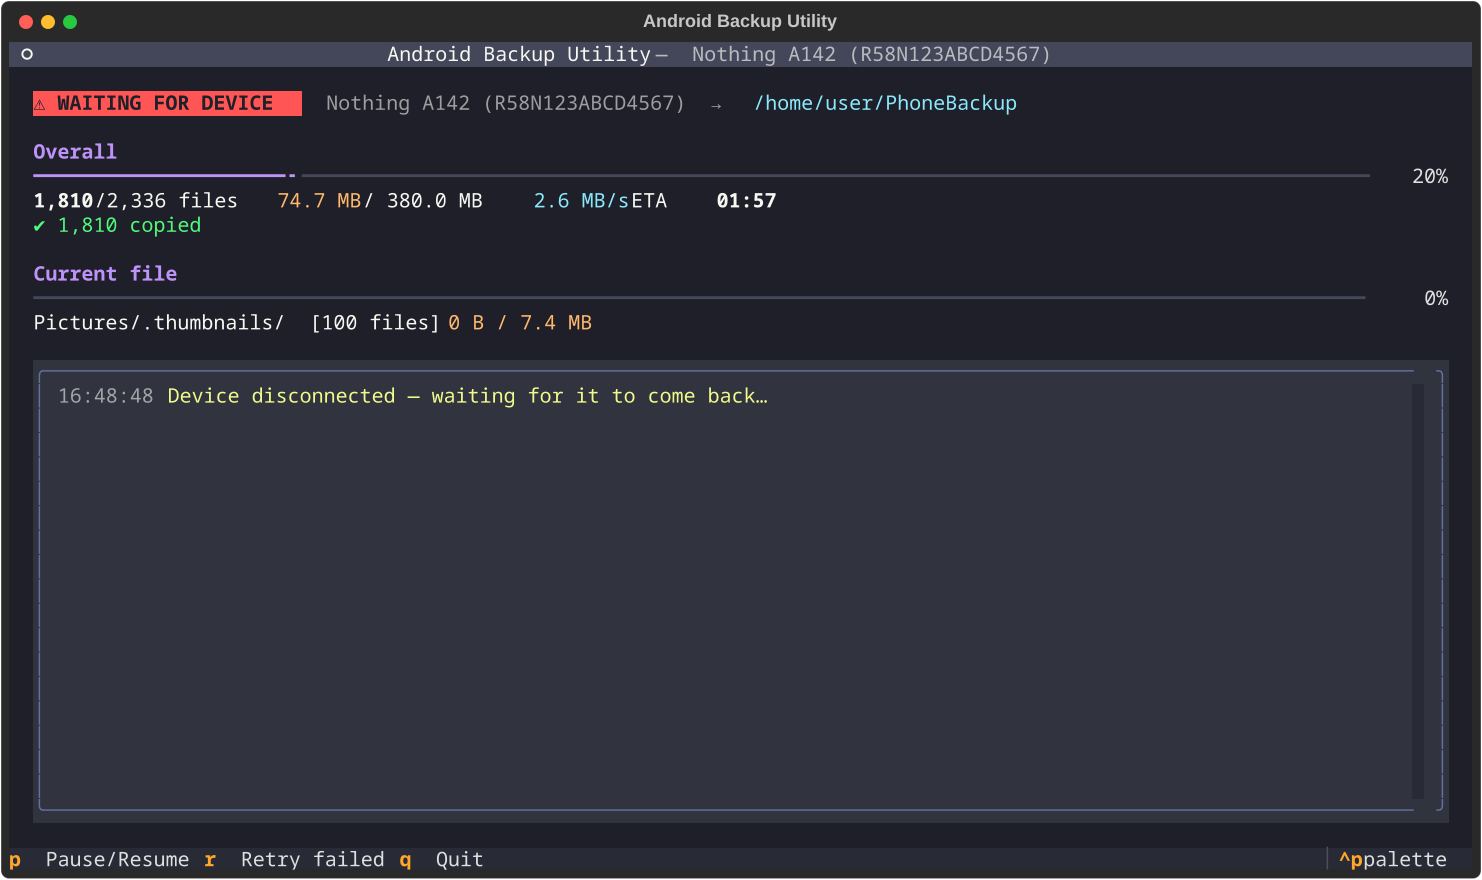 Android Backup Utility
Android Backup Utility — Nothing A142 (R58N123ABCD4567)
⚠ WAITING FOR DEVICE Nothing A142 (R58N123ABCD4567) → /home/user/PhoneBackup
Overall
20%
1,810/2,336 files 74.7 MB/ 380.0 MB 2.6 MB/sETA 01:57
✔ 1,810 copied
Current file
0%
Pictures/.thumbnails/ [100 files] 0 B / 7.4 MB
16:48:48 Device disconnected — waiting for it to come back…
p Pause/Resume r Retry failed q Quit ^ppalette